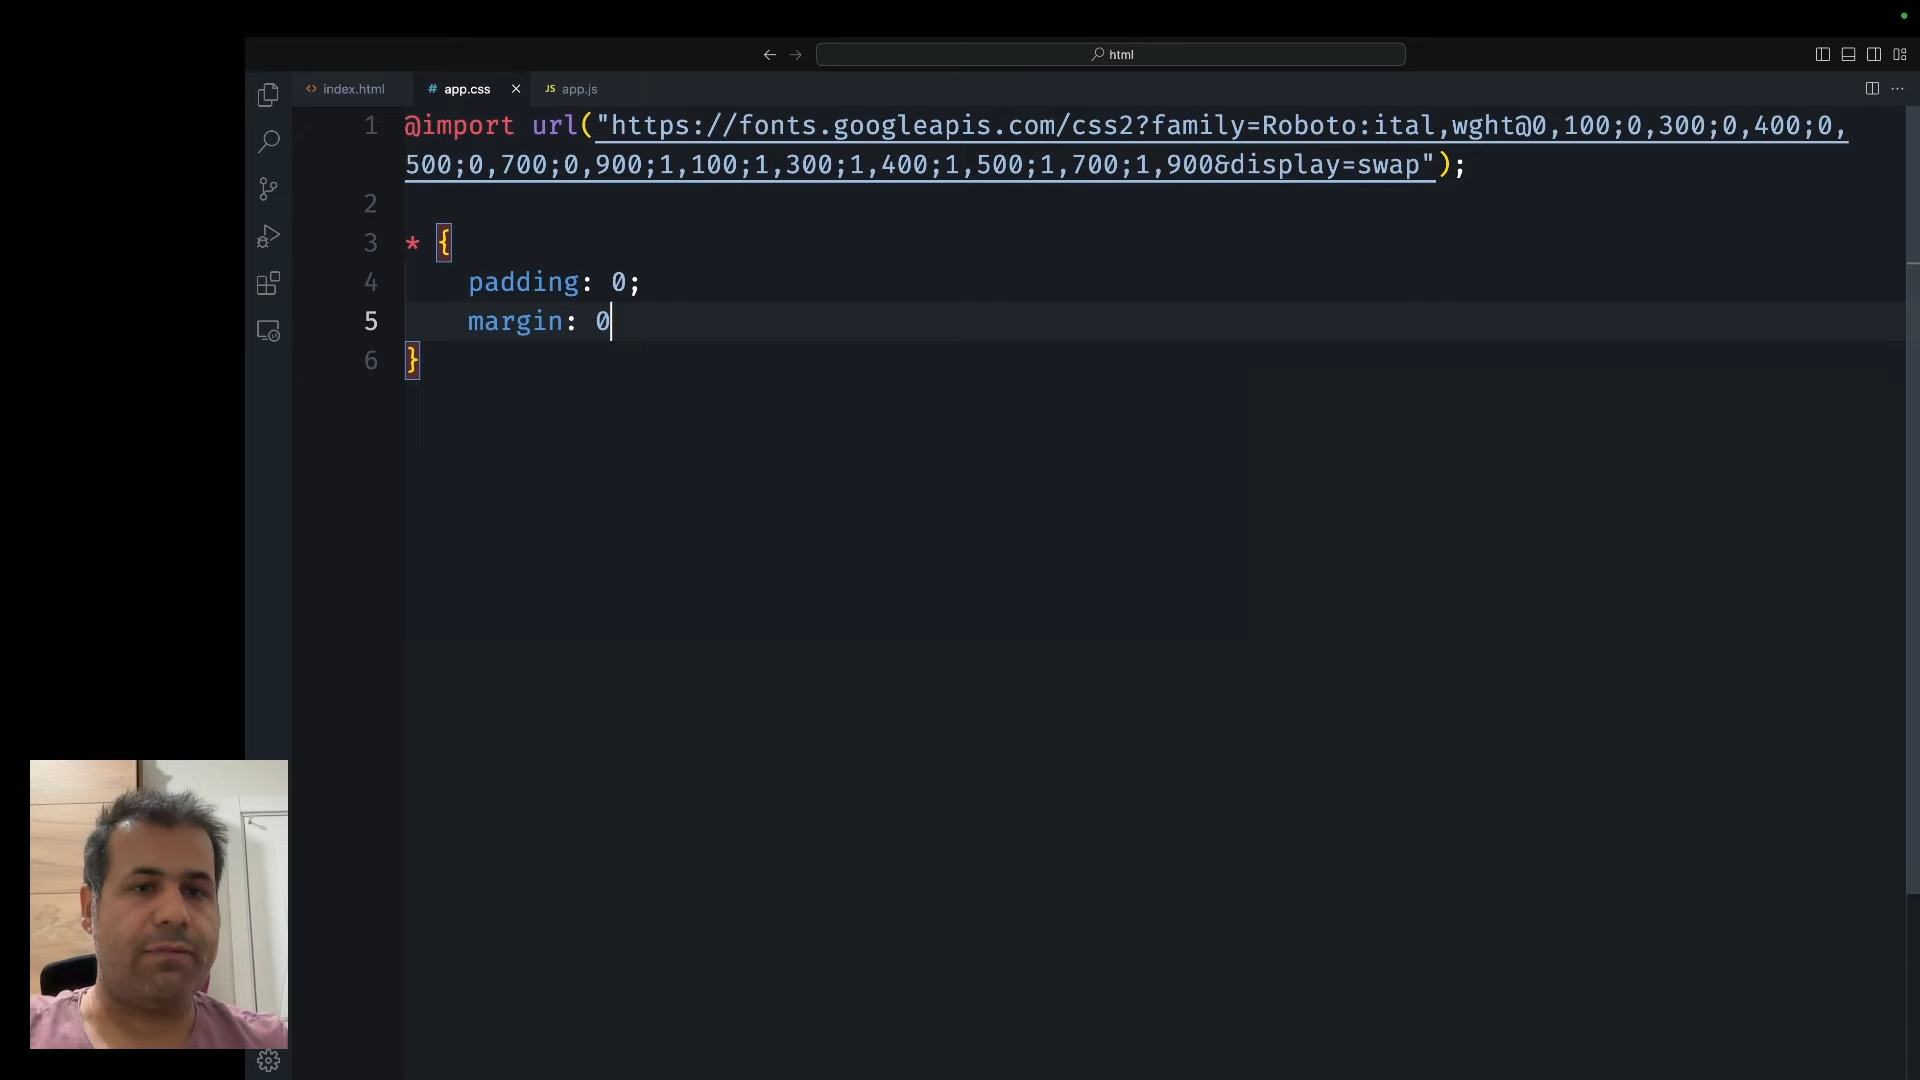 html
index.html
# app.css
JS app.js
1 @import url("https://fonts.googleapis.com/css2?family=Roboto:ital,wght@0,100;0,300;0,400;0,
500;0,700;0,900;1,100;1,300;1,400;1,500;1,700;1,900&display=swap");
2
3 * {
4 padding: 0;
5 margin: 0
6 }